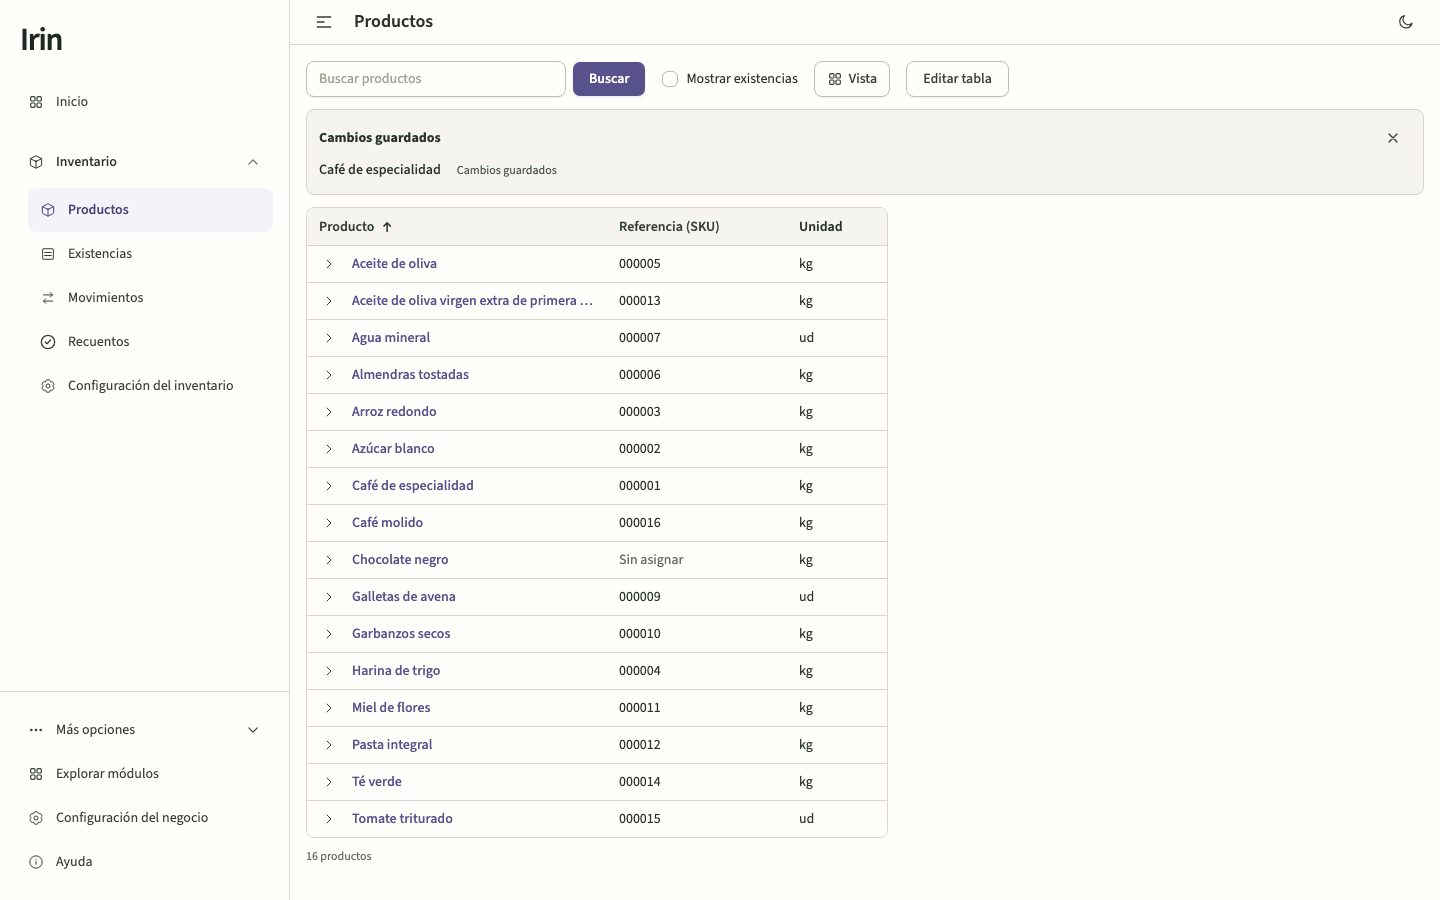 Irin
Productos
Inicio
Inventario
Productos
Existencias
Movimientos
Recuentos
Configuración del inventario
Más opciones
Explorar módulos
Configuración del negocio
Ayuda
Buscar productos
Buscar
Mostrar existencias
Vista
Editar tabla
Cambios guardados
Café de especialidad Cambios guardados
Producto Referencia (SKU) Unidad
Aceite de oliva 000005 kg
Aceite de oliva virgen extra de primera ... 000013 kg
Agua mineral 000007 ud
Almendras tostadas 000006 kg
Arroz redondo 000003 kg
Azúcar blanco 000002 kg
Café de especialidad 000001 kg
Café molido 000016 kg
Chocolate negro Sin asignar kg
Galletas de avena 000009 ud
Garbanzos secos 000010 kg
Harina de trigo 000004 kg
Miel de flores 000011 kg
Pasta integral 000012 kg
Té verde 000014 kg
Tomate triturado 000015 ud
16 productos